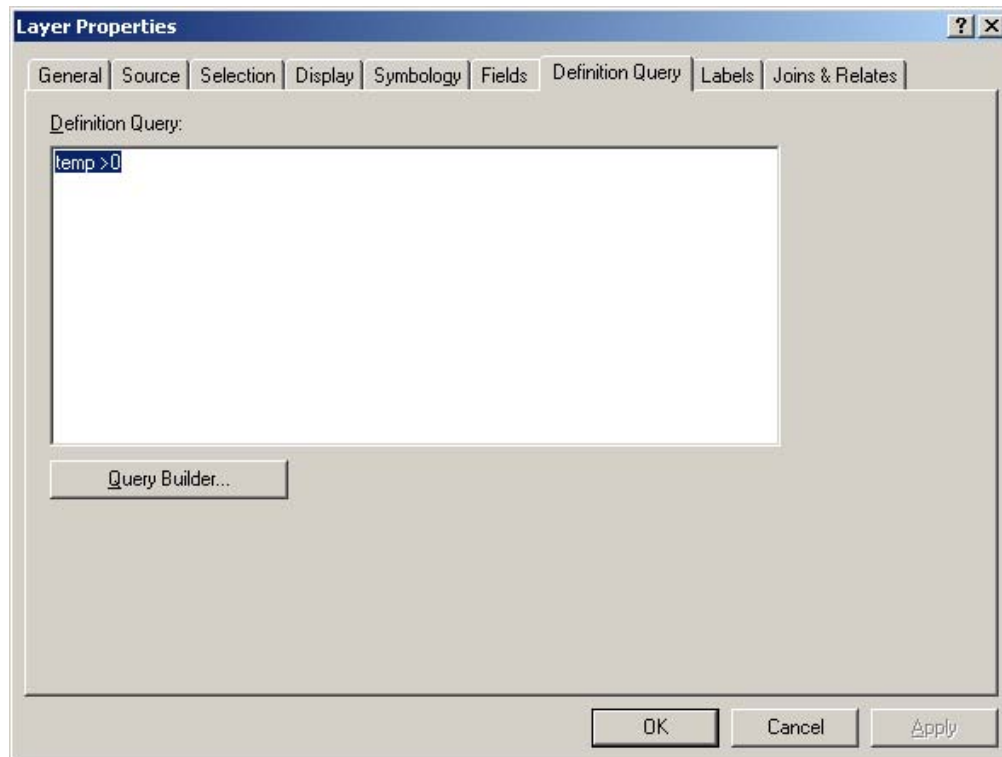 Layer Properties ? X
General Source Selection Display Symbology Fields Definition Query Labels Joins & Relates
Definition Query:
temp >0
Query Builder...
OK Cancel Apply